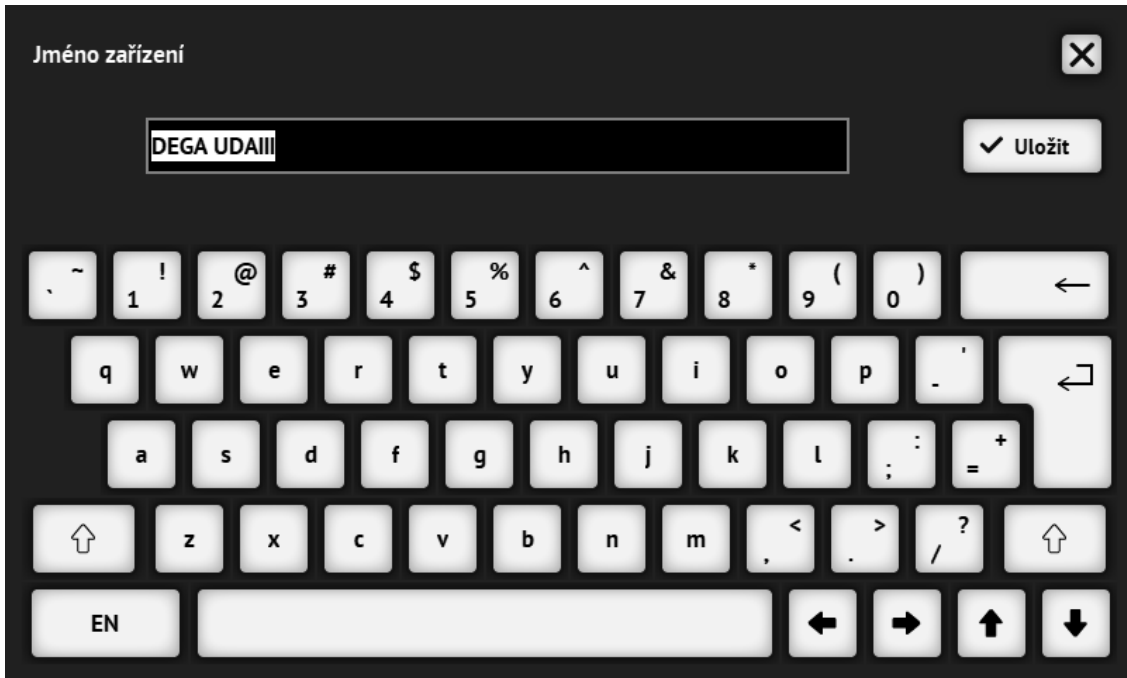 Jméno zařízení
DEGA UDAIII
Uložit
~ ! @ # $ % ^ & * ( )
` 1 2 3 4 5 6 7 8 9 0
q w e r t y u i o p - '
a s d f g h j k l ; : = +
z x c v b n m , < . > / ?
EN